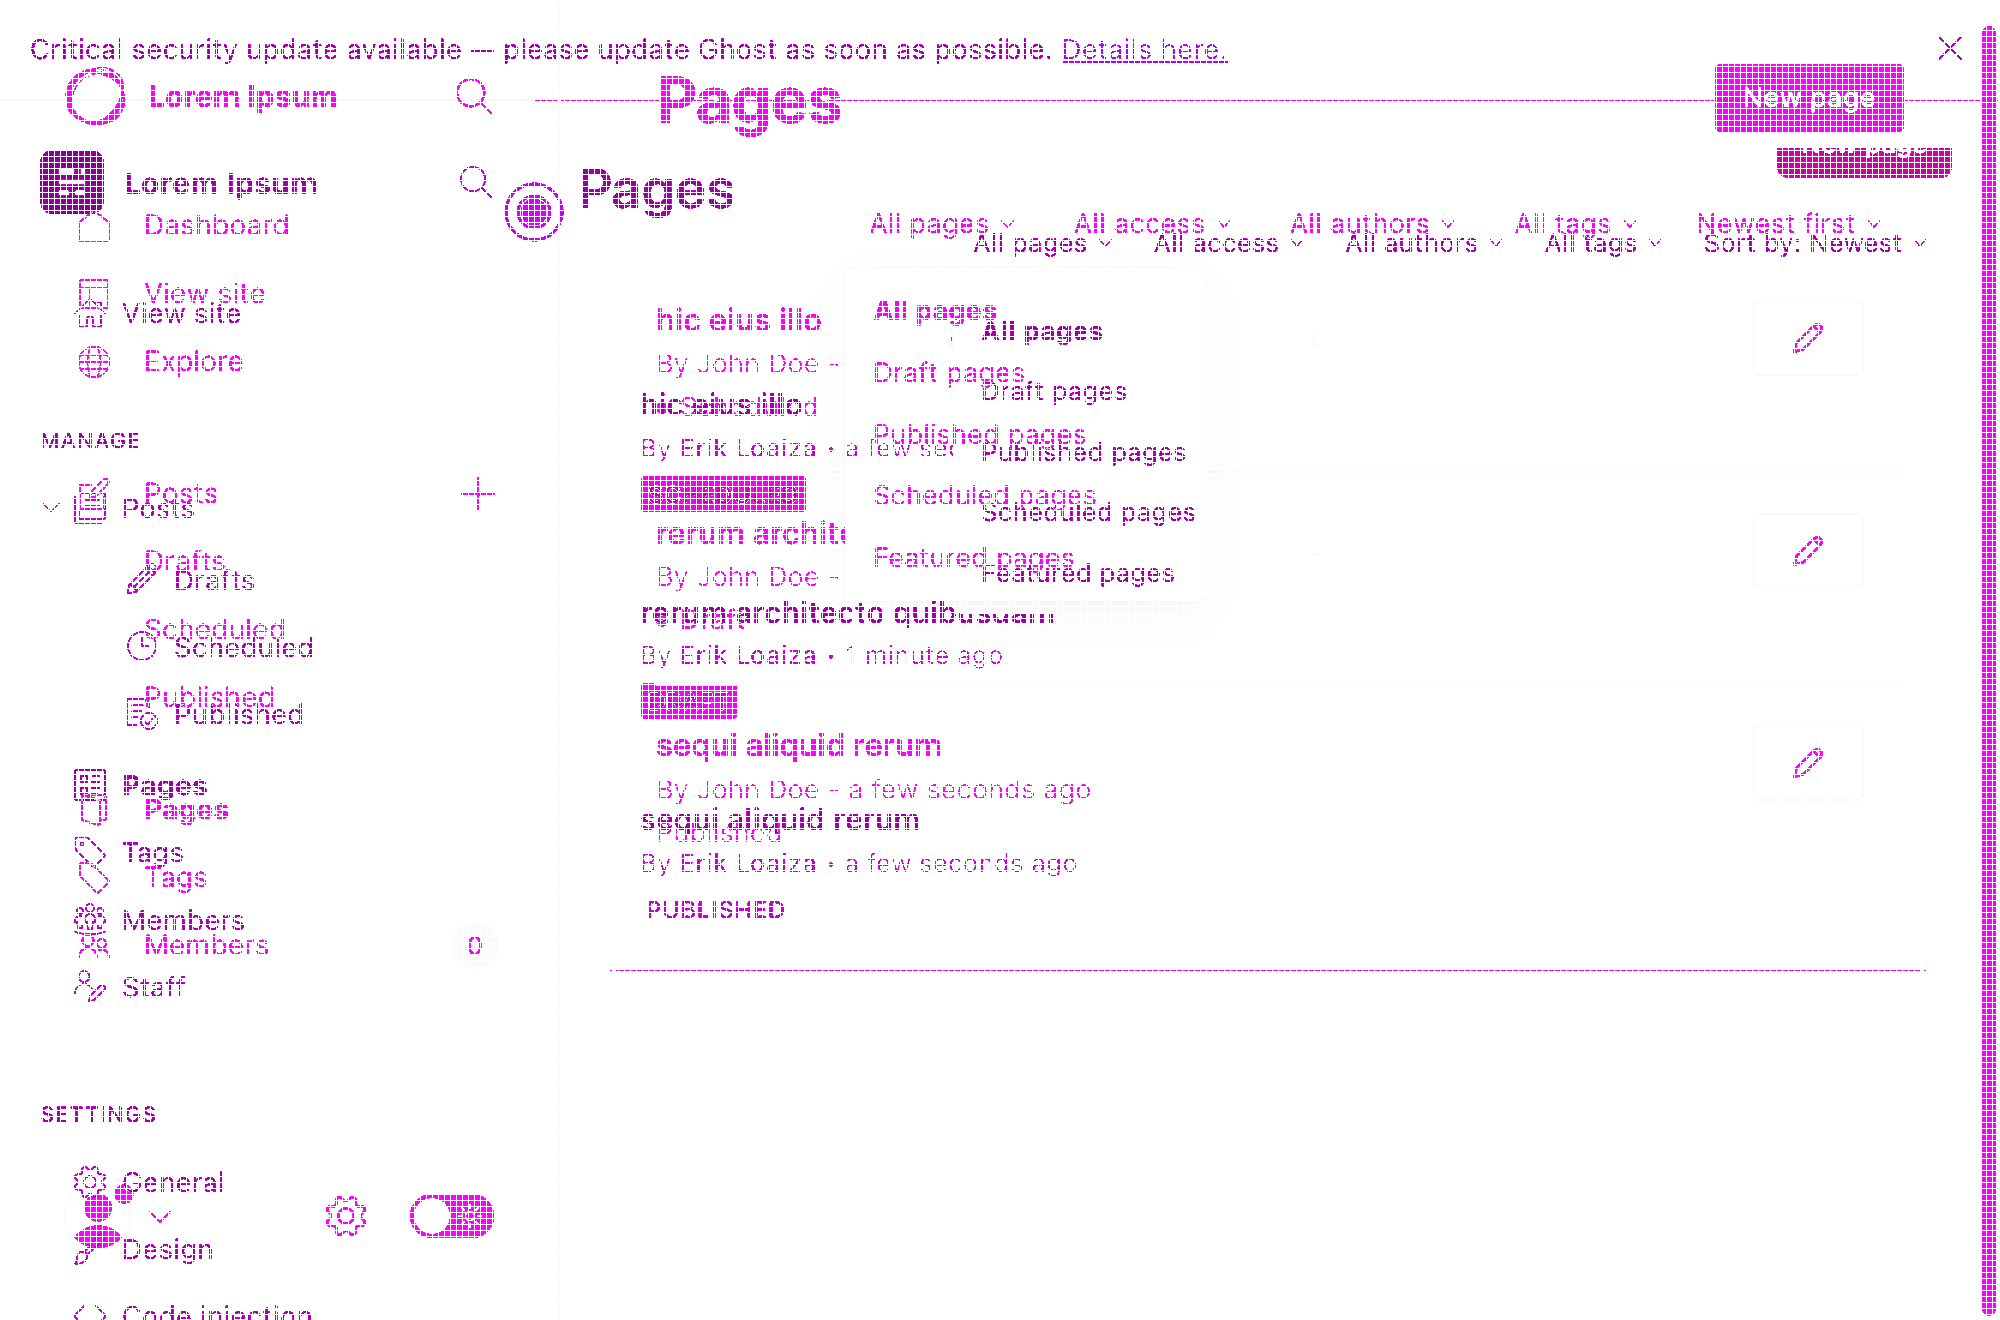 Critical security update available — please update Ghost as soon as possible. Details here.
Lorem Ipsum
Pages
New page
Lorem Ipsum
Pages
Dashboard
All pages
All access
All authors
All tags
Newest first
All pages
All access
All authors
All tags
Sort by: Newest
View site
View site
Explore
hic eius illo
By John Doe -
hic eius illo
By Erik Loaiza • a few sec
All pages
All pages
Draft pages
Draft pages
Published pages
Published pages
Scheduled pages
Scheduled pages
Featured pages
Featured pages
MANAGE
Posts
Posts
Drafts
Drafts
Scheduled
Scheduled
Published
Published
rerum archite
By John Doe -
rerum architecto quibusdam
By Erik Loaiza • 1 minute ago
Pages
Pages
Tags
Tags
Members
Members
0
Staff
sequi aliquid rerum
By John Doe - a few seconds ago
sequi aliquid rerum
Published
By Erik Loaiza • a few seconds ago
PUBLISHED
SETTINGS
General
Design
Code injection